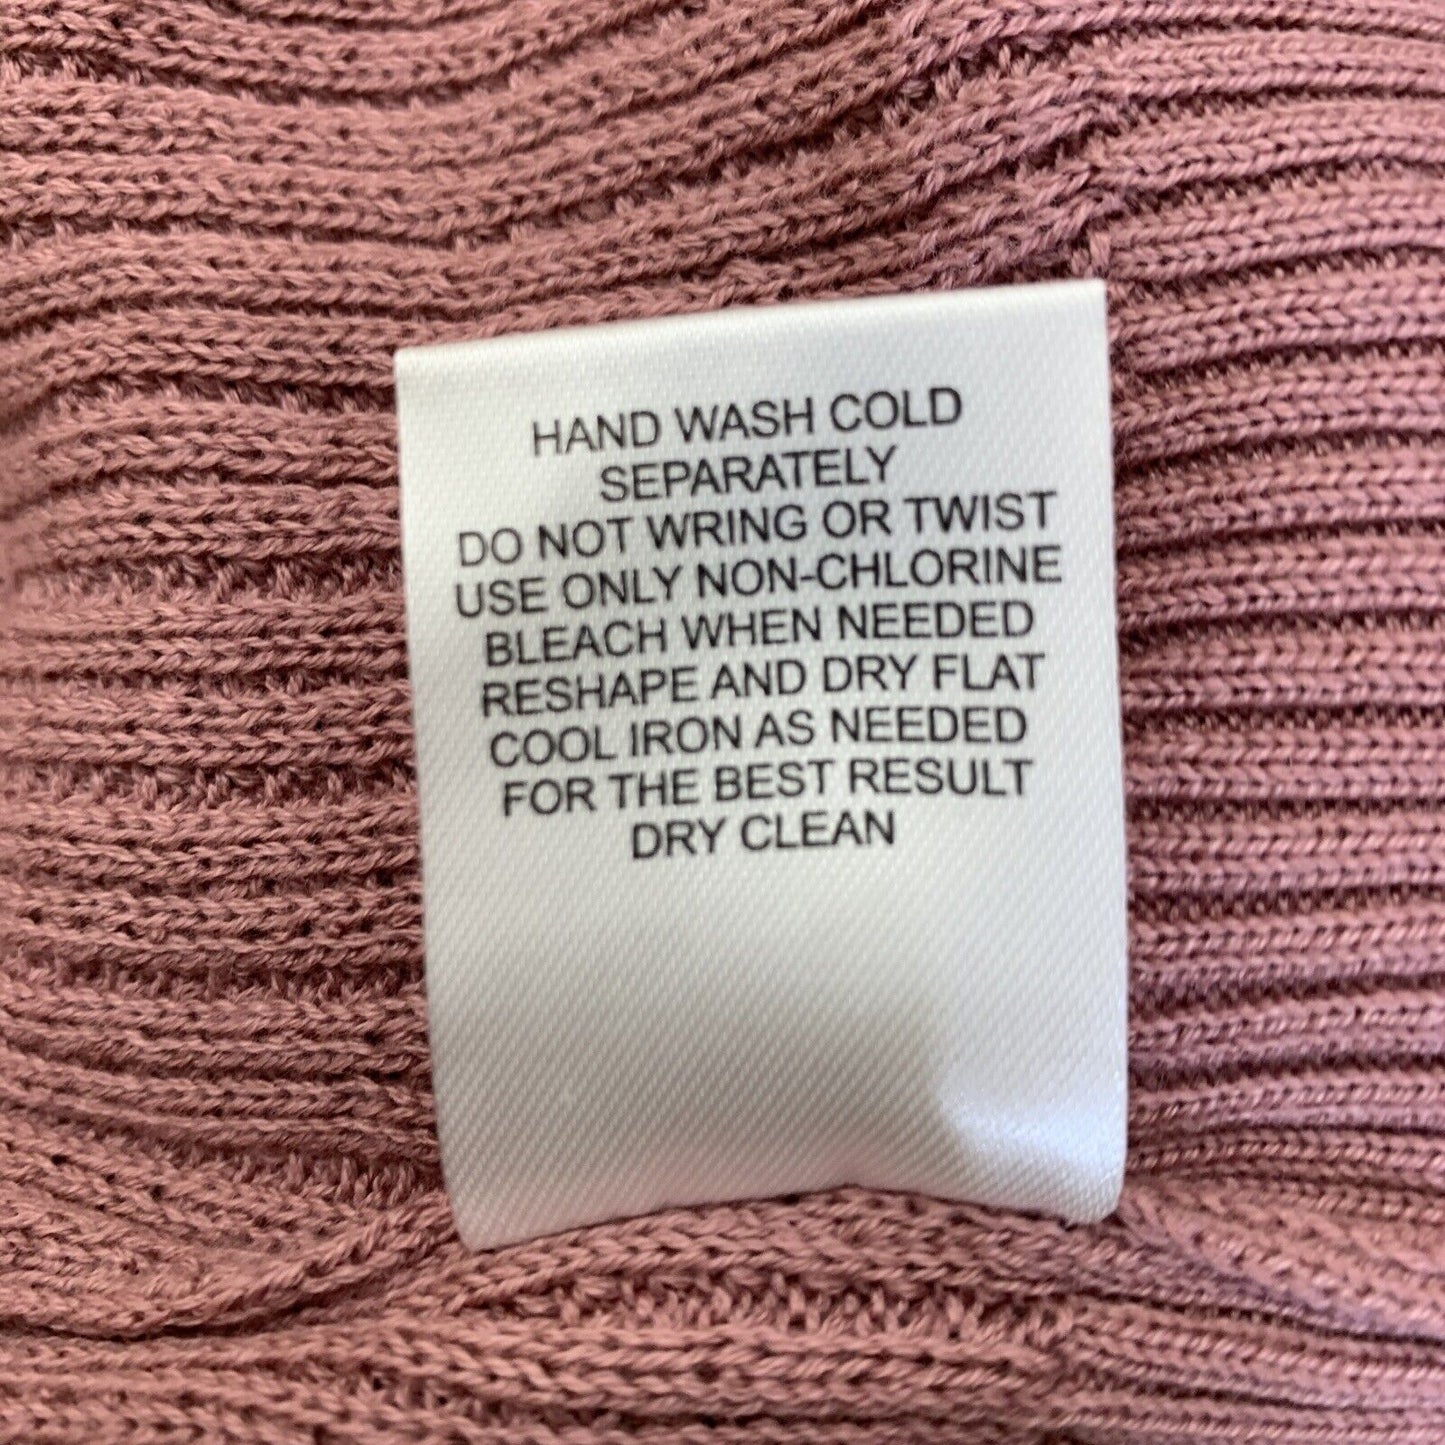 HAND WASH COLD
SEPARATELY
DO NOT WRING OR TWIST
USE ONLY NON-CHLORINE
BLEACH WHEN NEEDED
RESHAPE AND DRY FLAT
COOL IRON AS NEEDED
FOR THE BEST RESULT
DRY CLEAN